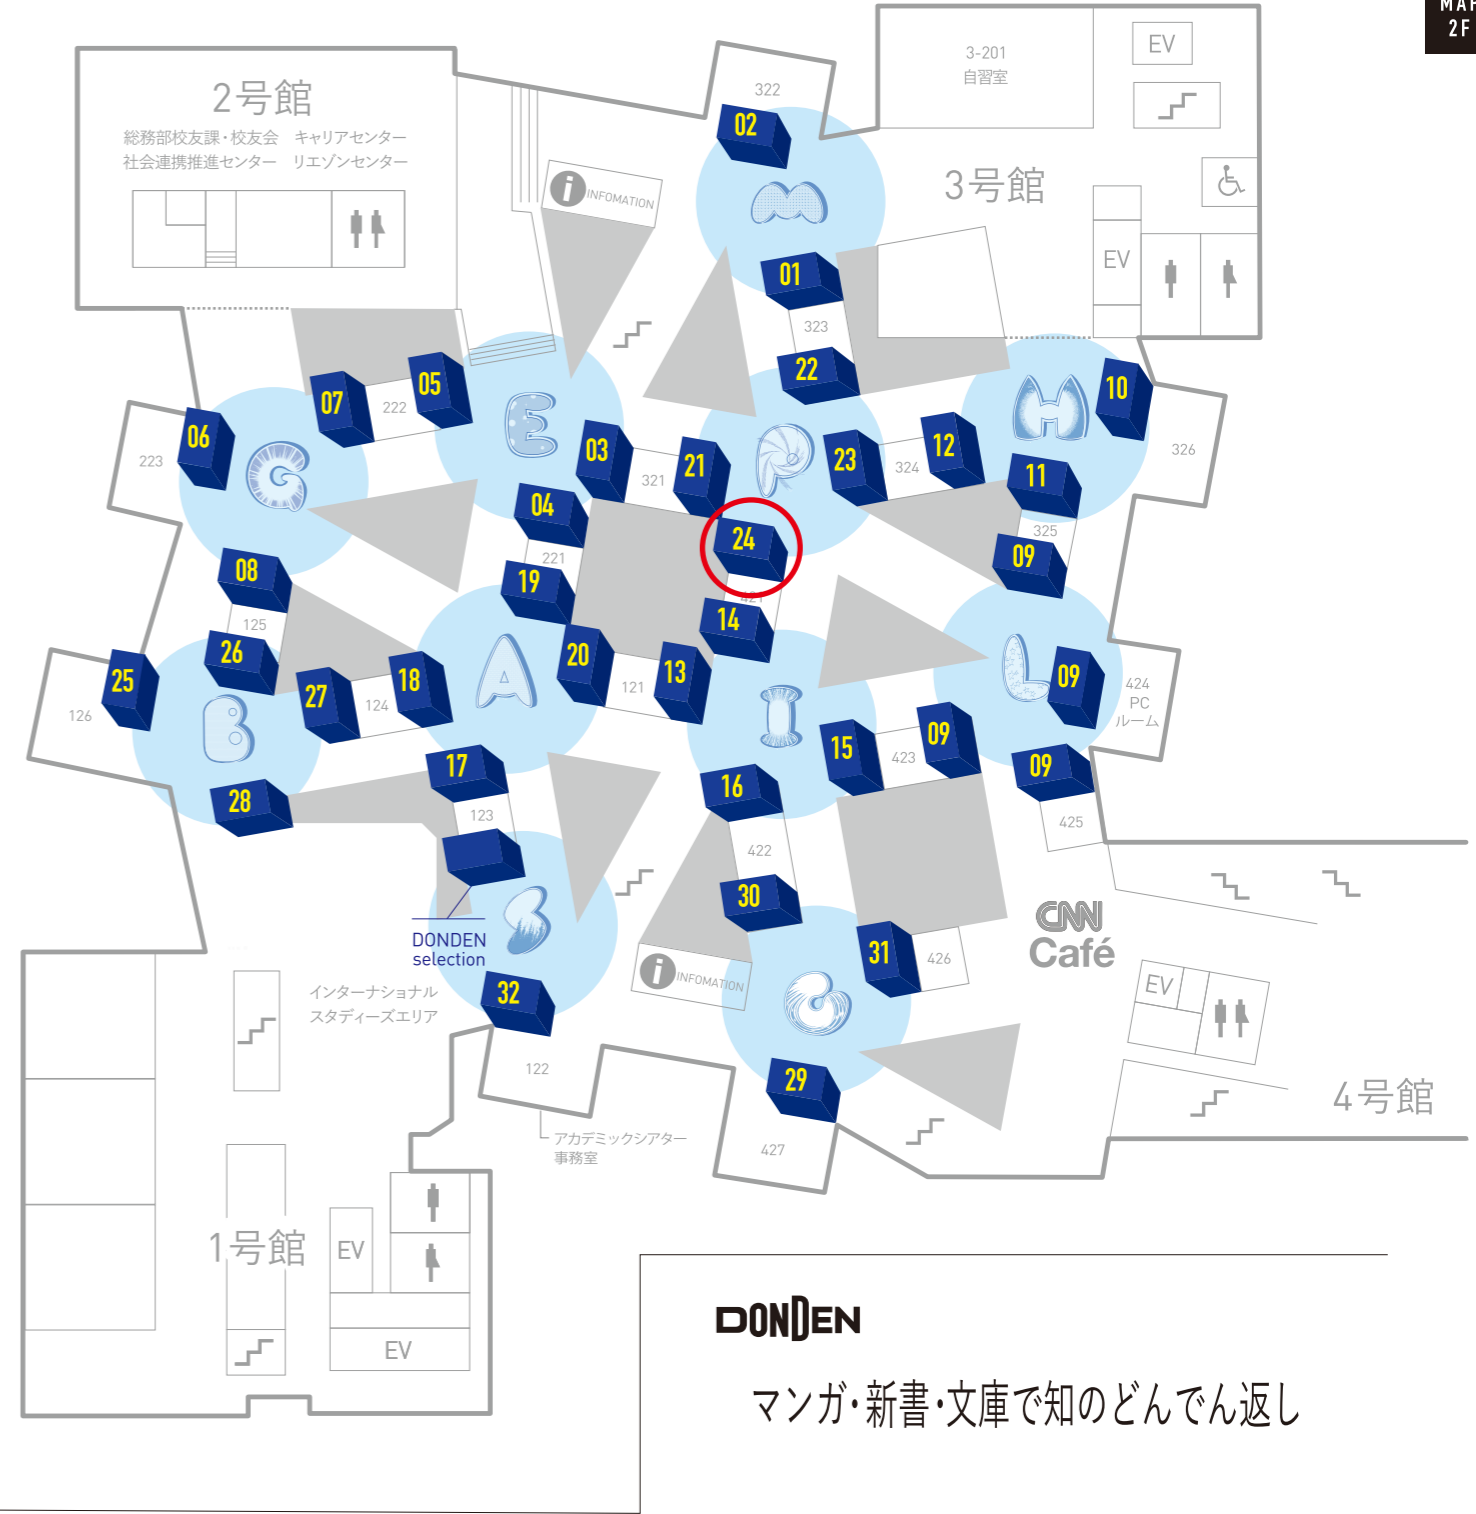 MAP
2F
3-201
自習室
EV
322
2号館
総務部校友課・校友会 キャリアセンター
社会連携推進センター リエゾンセンター
02
INFOMATION
M
3号館
01
EV
323
22
07
05
222
10
06
E
H
03
21
P
23
12
326
223
G
321
324
11
04
24
325
221
09
08
19
421
14
125
26
20
13
25
27
18
A
121
L
09
424
PC
ルーム
126
B
124
I
15
09
17
16
423
09
28
123
425
422
30
S
CNN
Café
DONDEN
selection
31
426
INFOMATION
32
インターナショナル
スタディーズエリア
G
EV
122
29
4号館
アカデミックシアター
事務室
427
1号館
EV
EV
DONDEN
マンガ・新書・文庫で知のどんでん返し